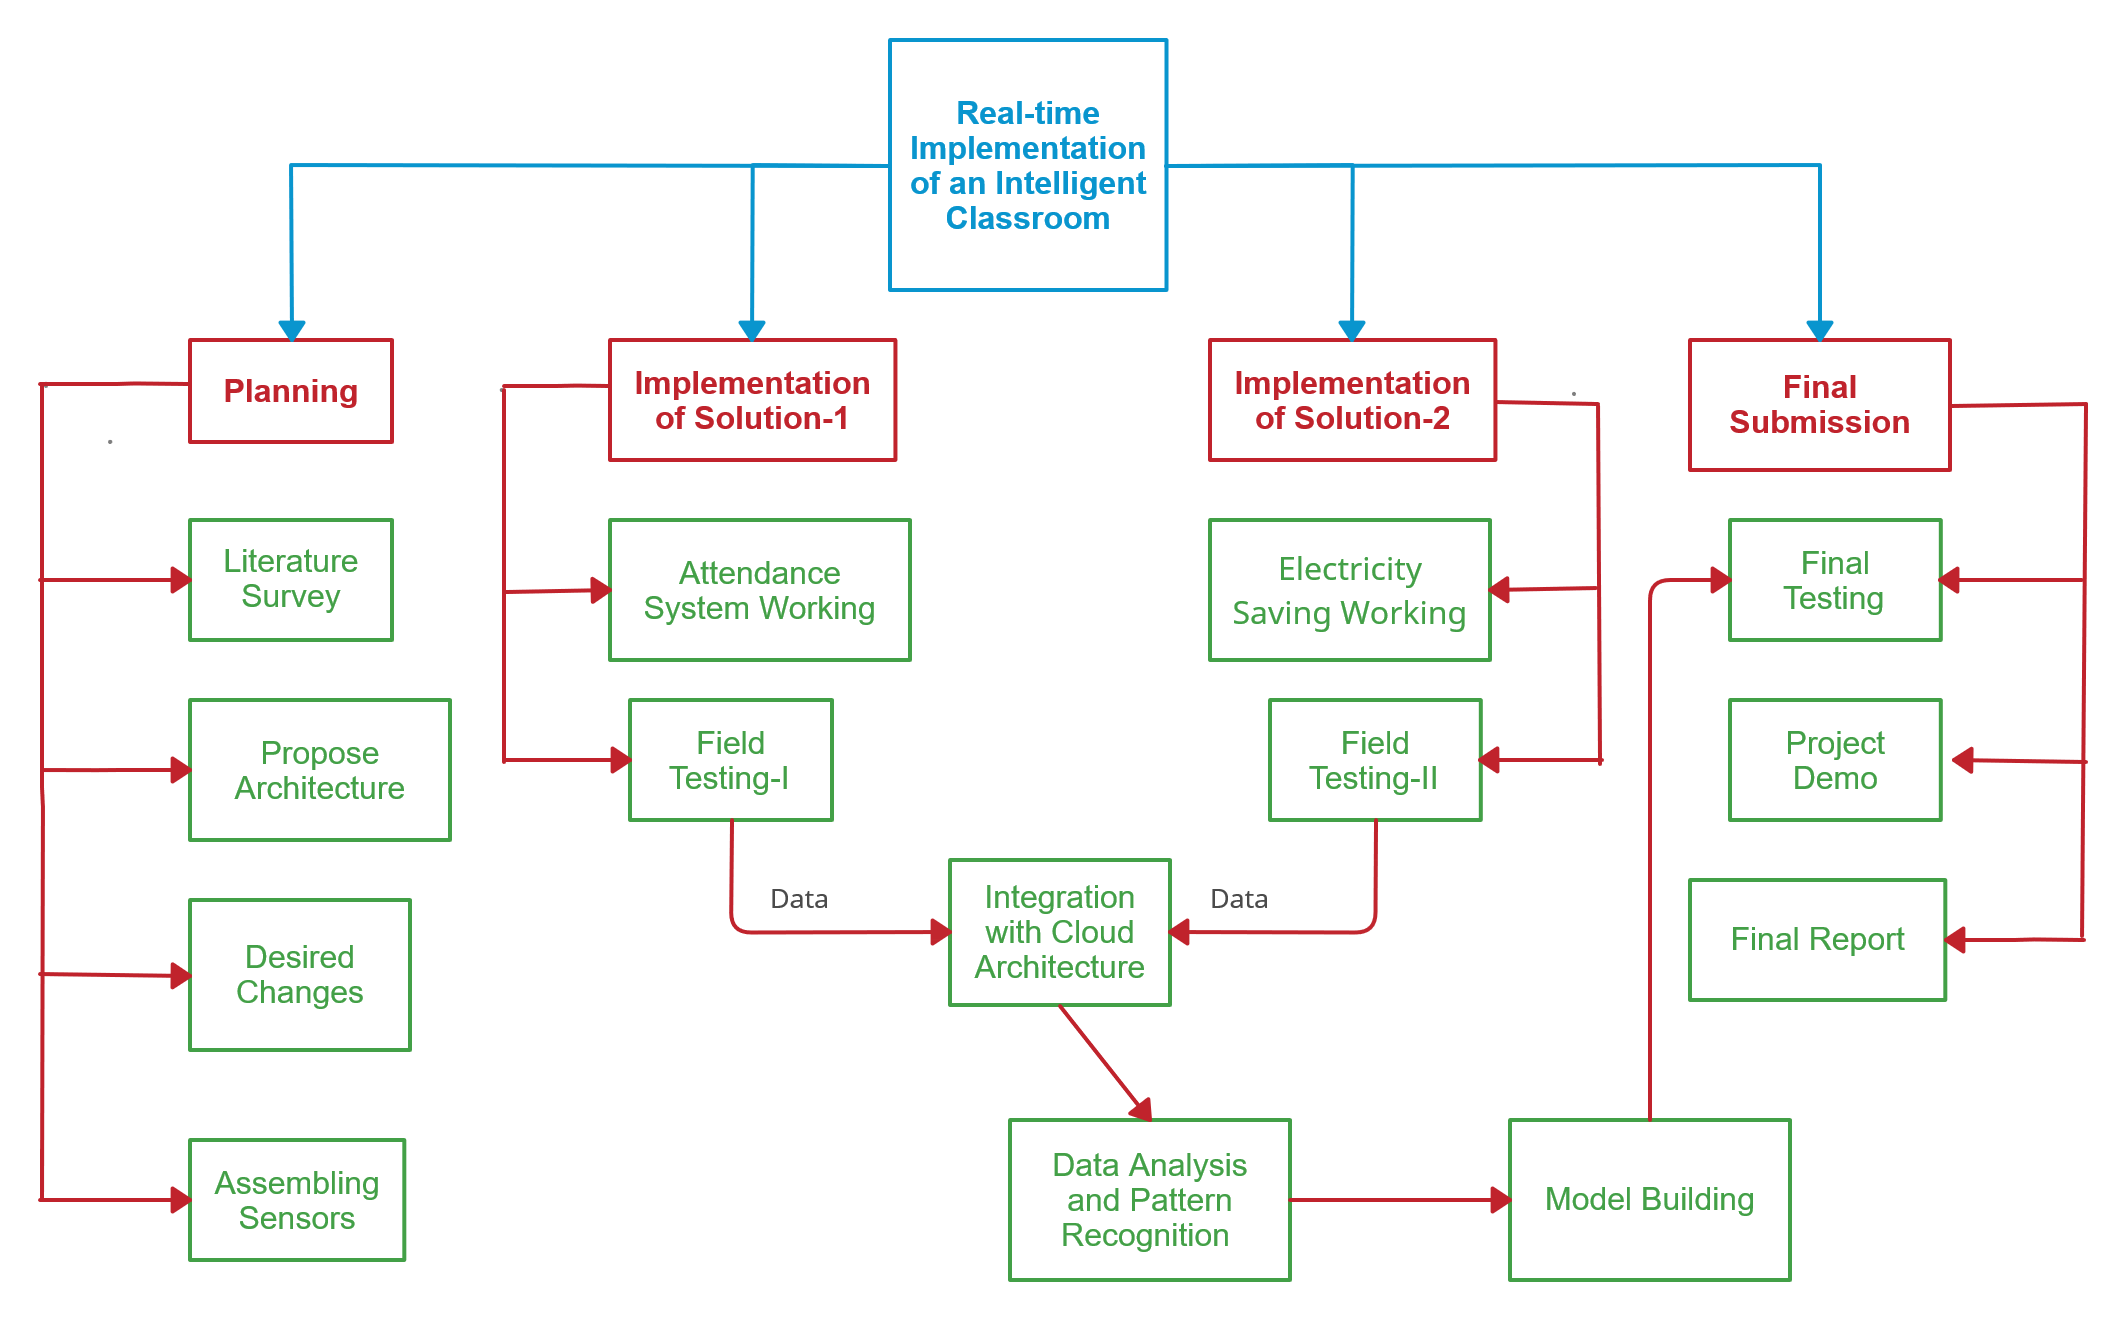 Real-time
Implementation
of an Intelligent
Classroom
Planning
Implementation
of Solution-1
Implementation
of Solution-2
Final
Submission
Literature
Survey
Attendance
System Working
Electricity
Saving Working
Final
Testing
Propose
Architecture
Field
Testing-I
Field
Testing-II
Project
Demo
Desired
Changes
Data
Integration
with Cloud
Architecture
Data
Final Report
Assembling
Sensors
Data Analysis
and Pattern
Recognition
Model Building